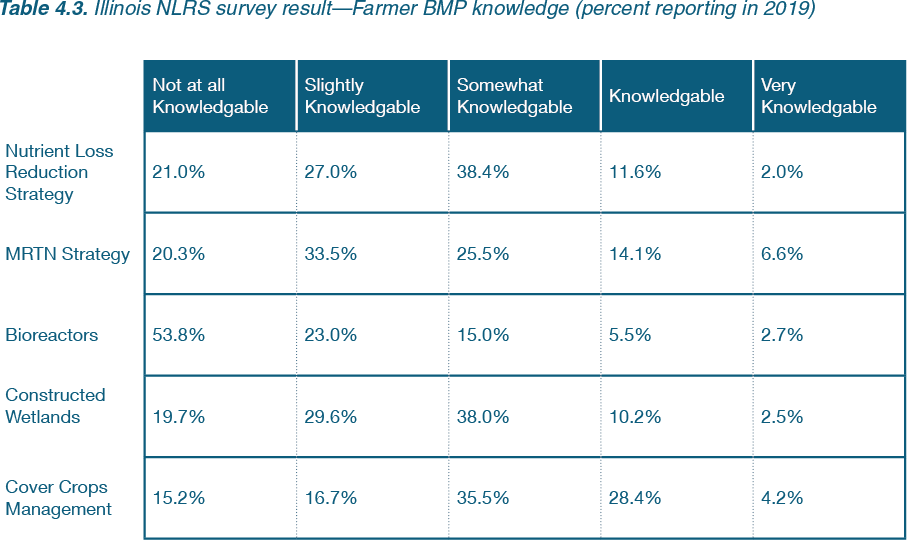 Table 4.3. Illinois NLRS survey result—Farmer BMP knowledge (percent reporting in 2019)
Not at all Knowledgable
Slightly Knowledgable
Somewhat Knowledgable
Knowledgable
Very Knowledgable
Nutrient Loss Reduction Strategy 21.0% 27.0% 38.4% 11.6% 2.0%
MRTN Strategy 20.3% 33.5% 25.5% 14.1% 6.6%
Bioreactors 53.8% 23.0% 15.0% 5.5% 2.7%
Constructed Wetlands 19.7% 29.6% 38.0% 10.2% 2.5%
Cover Crops Management 15.2% 16.7% 35.5% 28.4% 4.2%